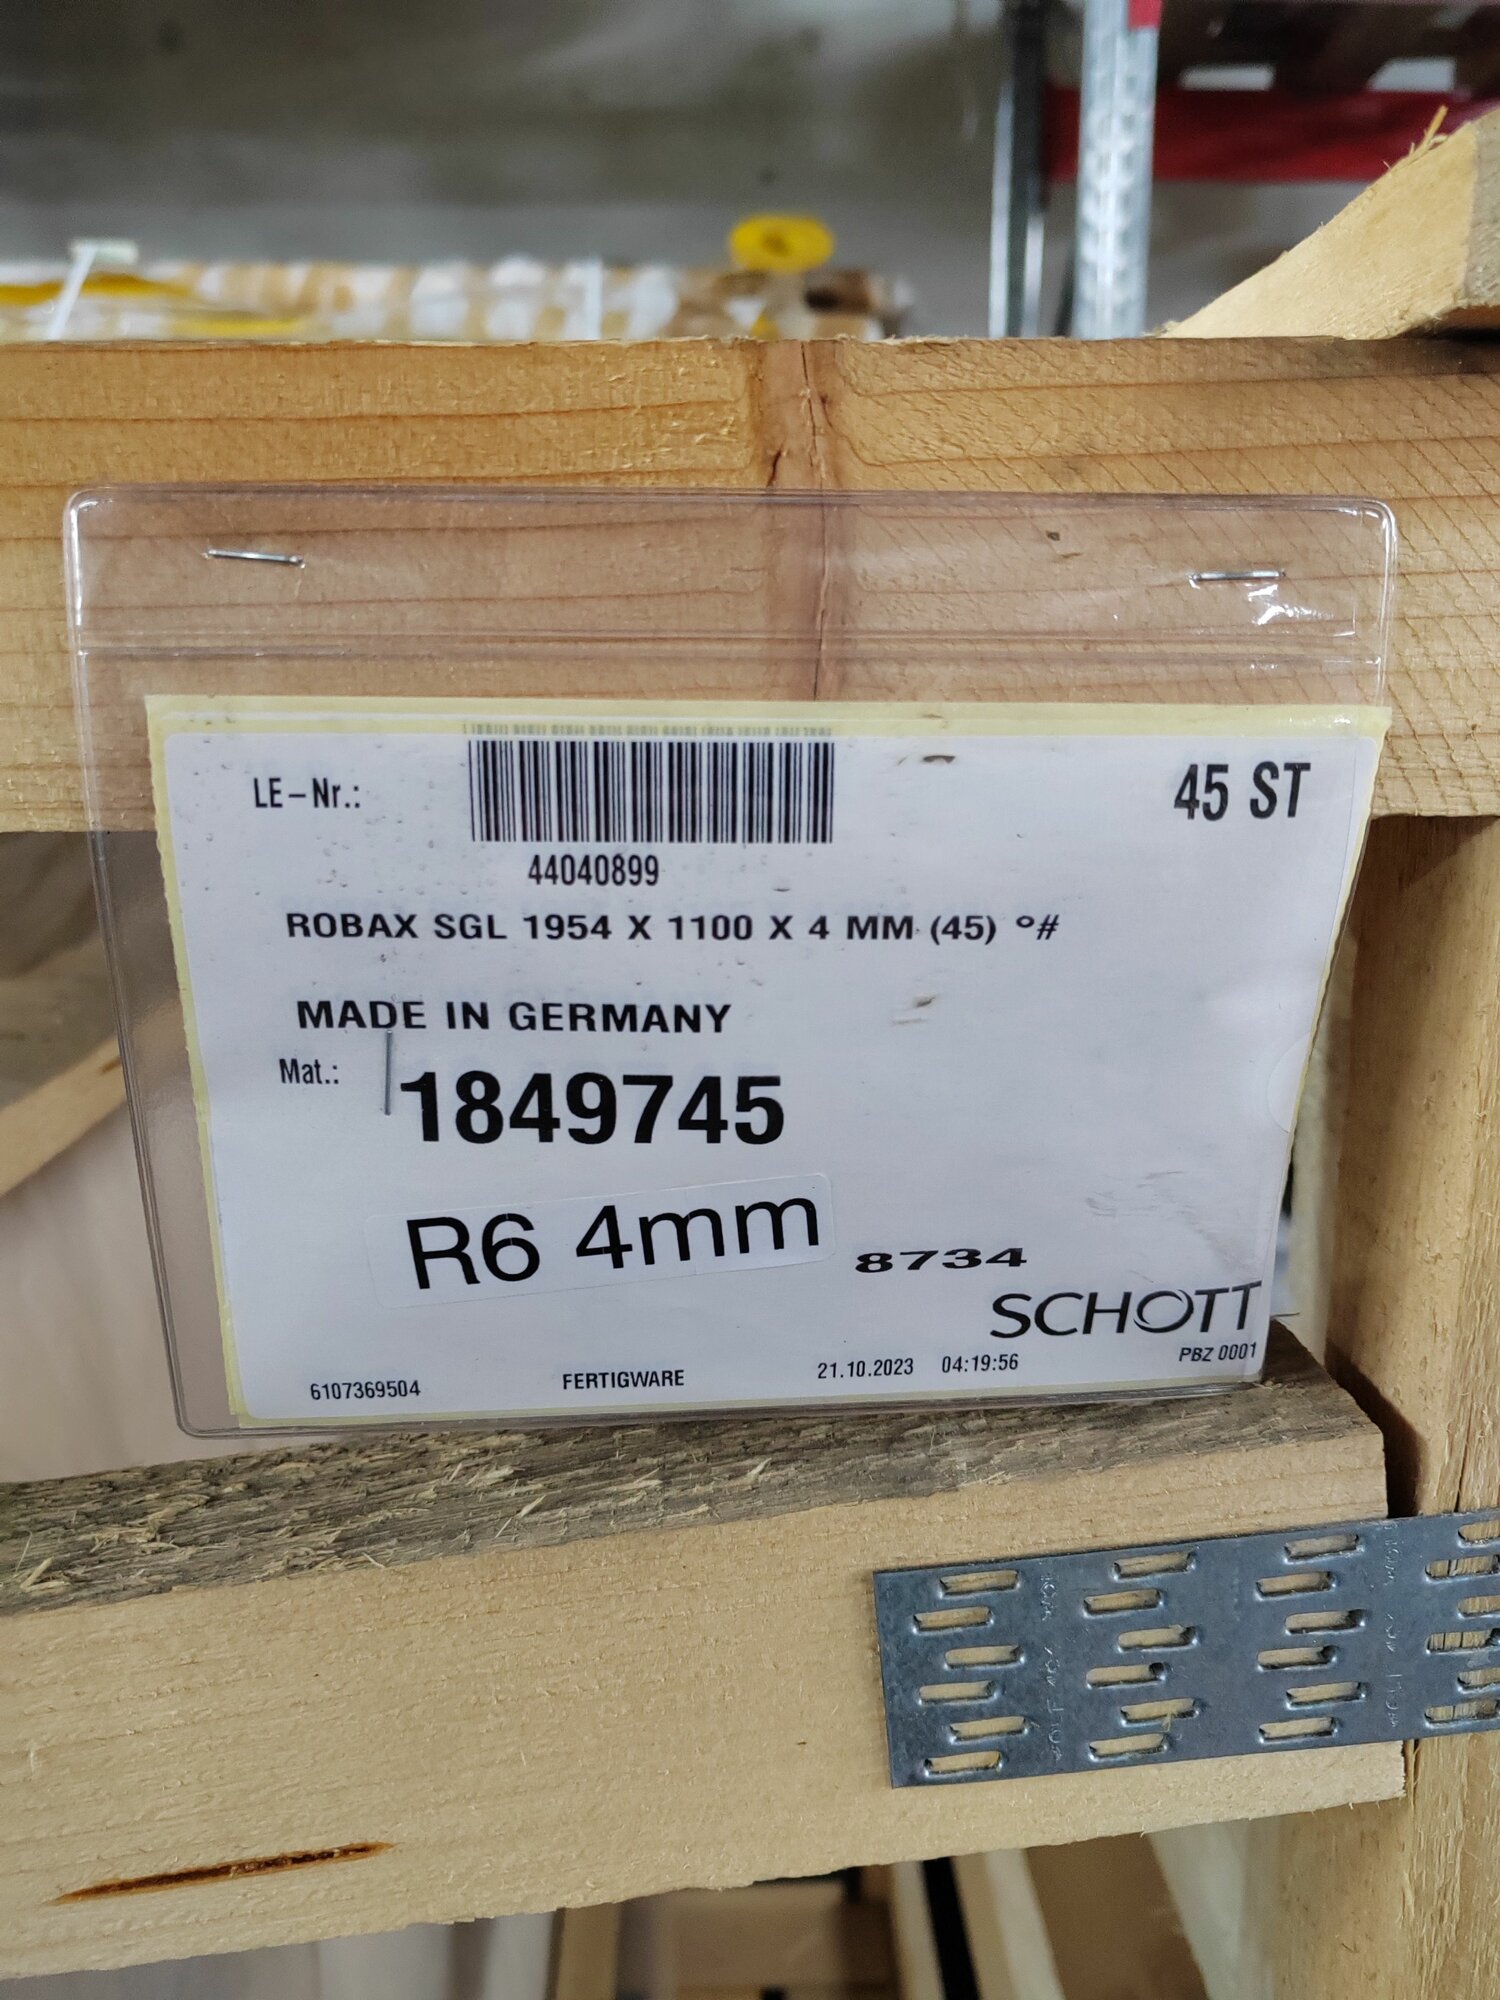 LE-Nr.:
45 ST
44040899
ROBAX SGL 1954 X 1100 X 4 MM (45) °#
MADE IN GERMANY
Mat.:
1849745
R6 4mm
8734
SCHOTT
PBZ 0001
6107369504
FERTIGWARE
21.10.2023 04:19:56